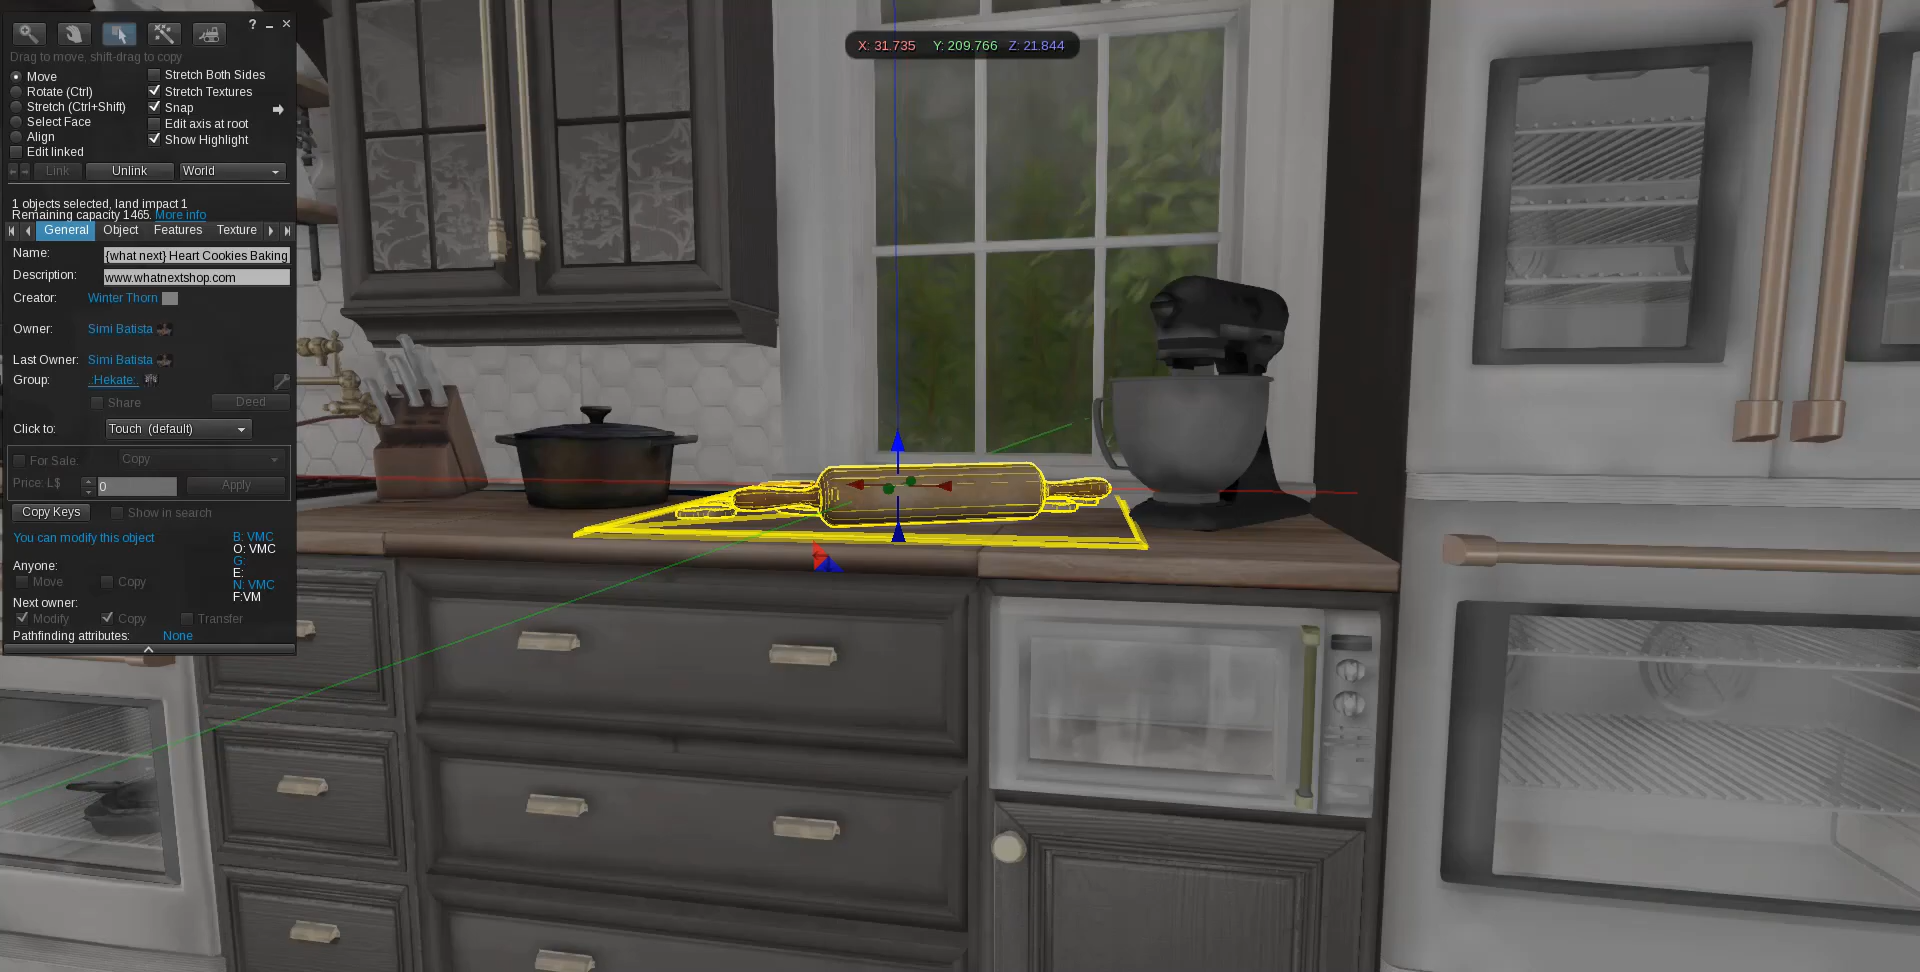 ? _ ×
Drag to move, shift-drag to copy
Move
Rotate (Ctrl)
Stretch (Ctrl+Shift)
Select Face
Align
Edit linked
Stretch Both Sides
Stretch Textures
Snap
Edit axis at root
Show Highlight
Link Unlink World
1 objects selected, land impact 1
Remaining capacity 1465. More info
General Object Features Texture
Name: {what next} Heart Cookies Baking
Description: www.whatnextshop.com
Creator: Winter Thorn
Owner: Simi Batista
Last Owner: Simi Batista
Group: .:Hekate:.
Share Deed
Click to: Touch (default)
For Sale: Copy
Price: L$ 0 Apply
Copy Keys Show in search
You can modify this object
B: VMC
O: VMC
G:
E:
N: VMC
F:VM
Anyone:
Move Copy
Next owner:
Modify Copy Transfer
Pathfinding attributes: None
X: 31.735 Y: 209.766 Z: 21.844